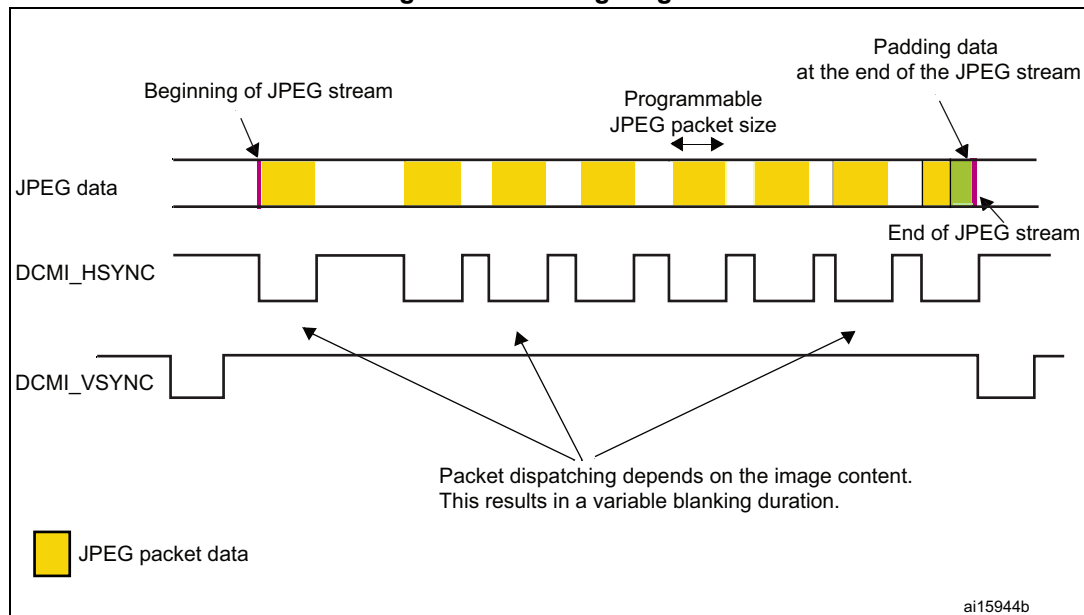 Padding data
at the end of the JPEG stream
Beginning of JPEG stream
Programmable
JPEG packet size
JPEG data
End of JPEG stream
DCMI_HSYNC
DCMI_VSYNC
Packet dispatching depends on the image content.
This results in a variable blanking duration.
JPEG packet data
ai15944b